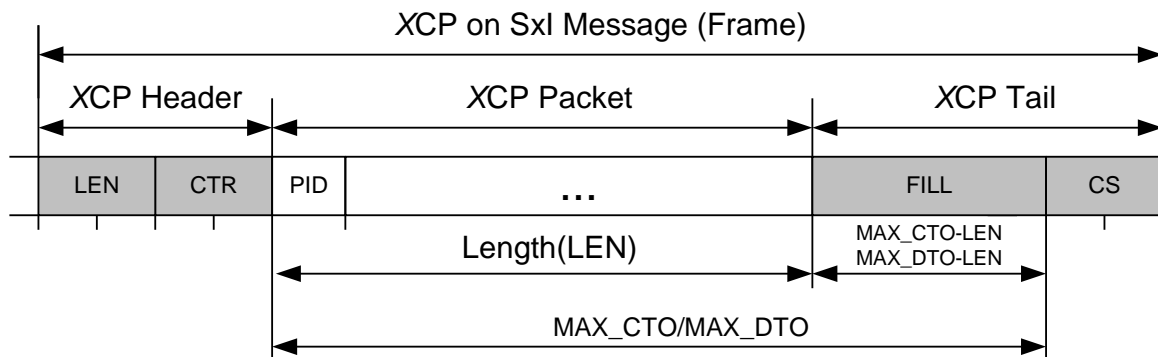 XCP on SxI Message (Frame)
XCP Header XCP Packet XCP Tail
LEN CTR PID ... FILL CS
Length(LEN)
MAX_CTO-LEN
MAX_DTO-LEN
MAX_CTO/MAX_DTO